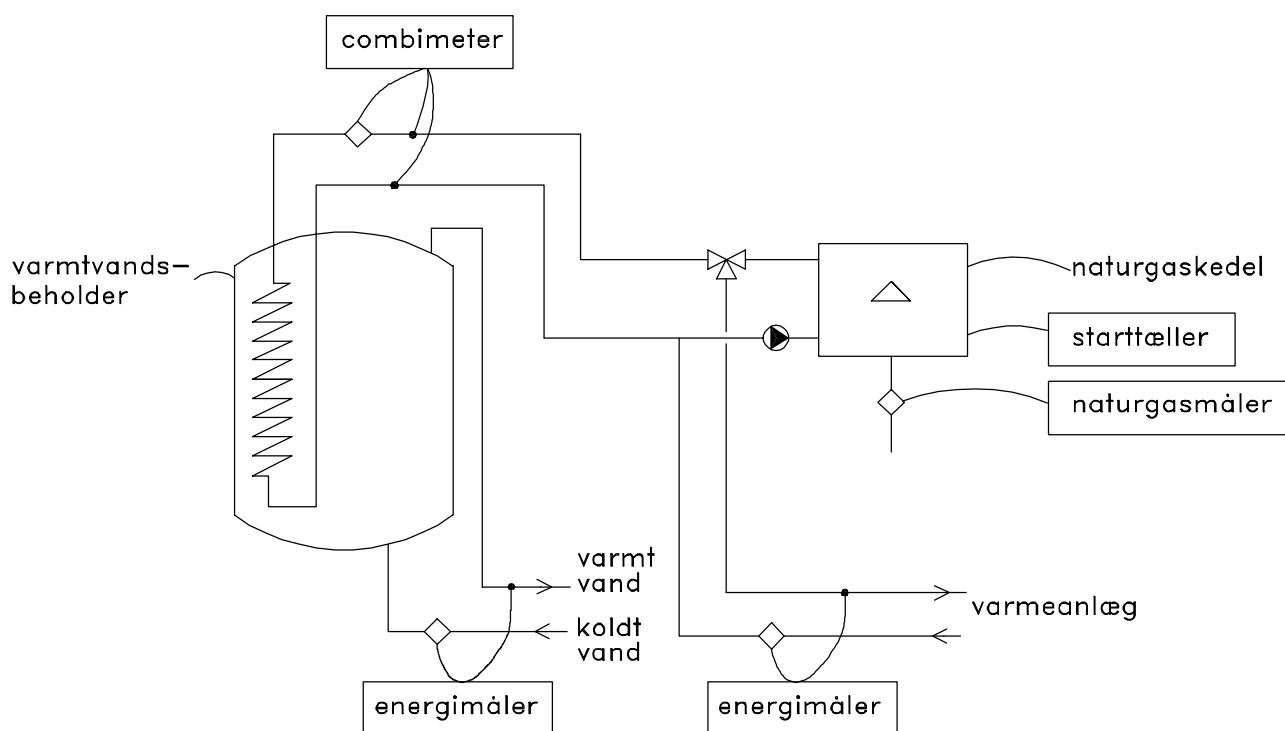 combimeter
varmtvands-
beholder
naturgaskedel
starttæller
naturgasmåler
varmt
vand
koldt
vand
varmeanlæg
energimåler
energimåler